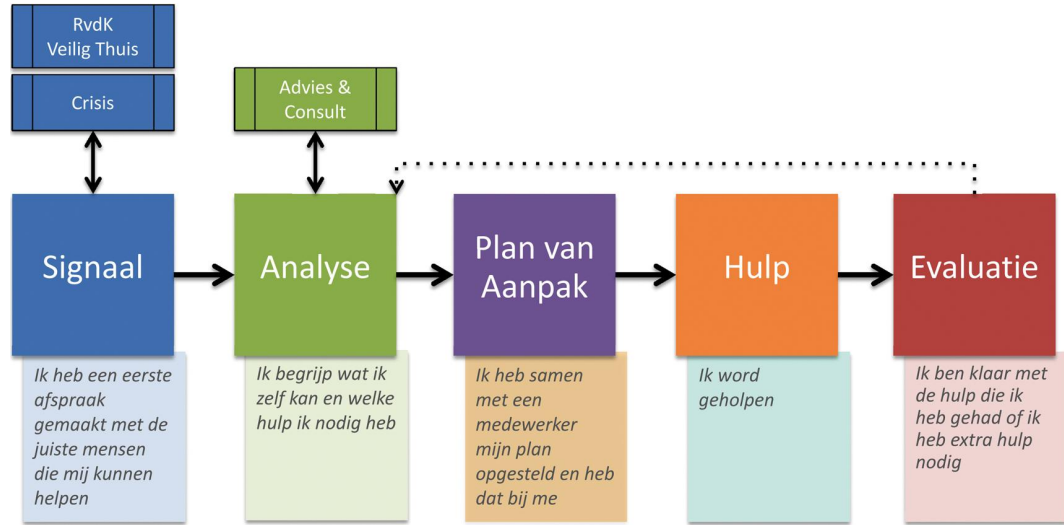 RvdK
Veilig Thuis
Crisis
Advies &
Consult
Signaal
Analyse
Plan van
Aanpak
Hulp
Evaluatie
Ik heb een eerste
afspraak
gemaakt met de
juiste mensen
die mij kunnen
helpen
Ik begrijp wat ik
zelf kan en welke
hulp ik nodig heb
Ik heb samen
met een
medewerker
mijn plan
opgesteld en heb
dat bij me
Ik word
geholpen
Ik ben klaar met
de hulp die ik
heb gehad of ik
heb extra hulp
nodig